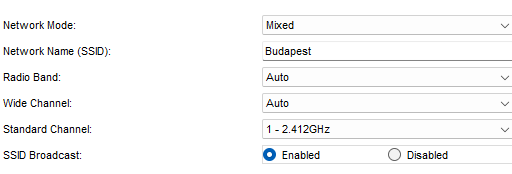 Network Mode: Mixed
Network Name (SSID): Budapest
Radio Band: Auto
Wide Channel: Auto
Standard Channel: 1 - 2.412GHz
SSID Broadcast: Enabled Disabled